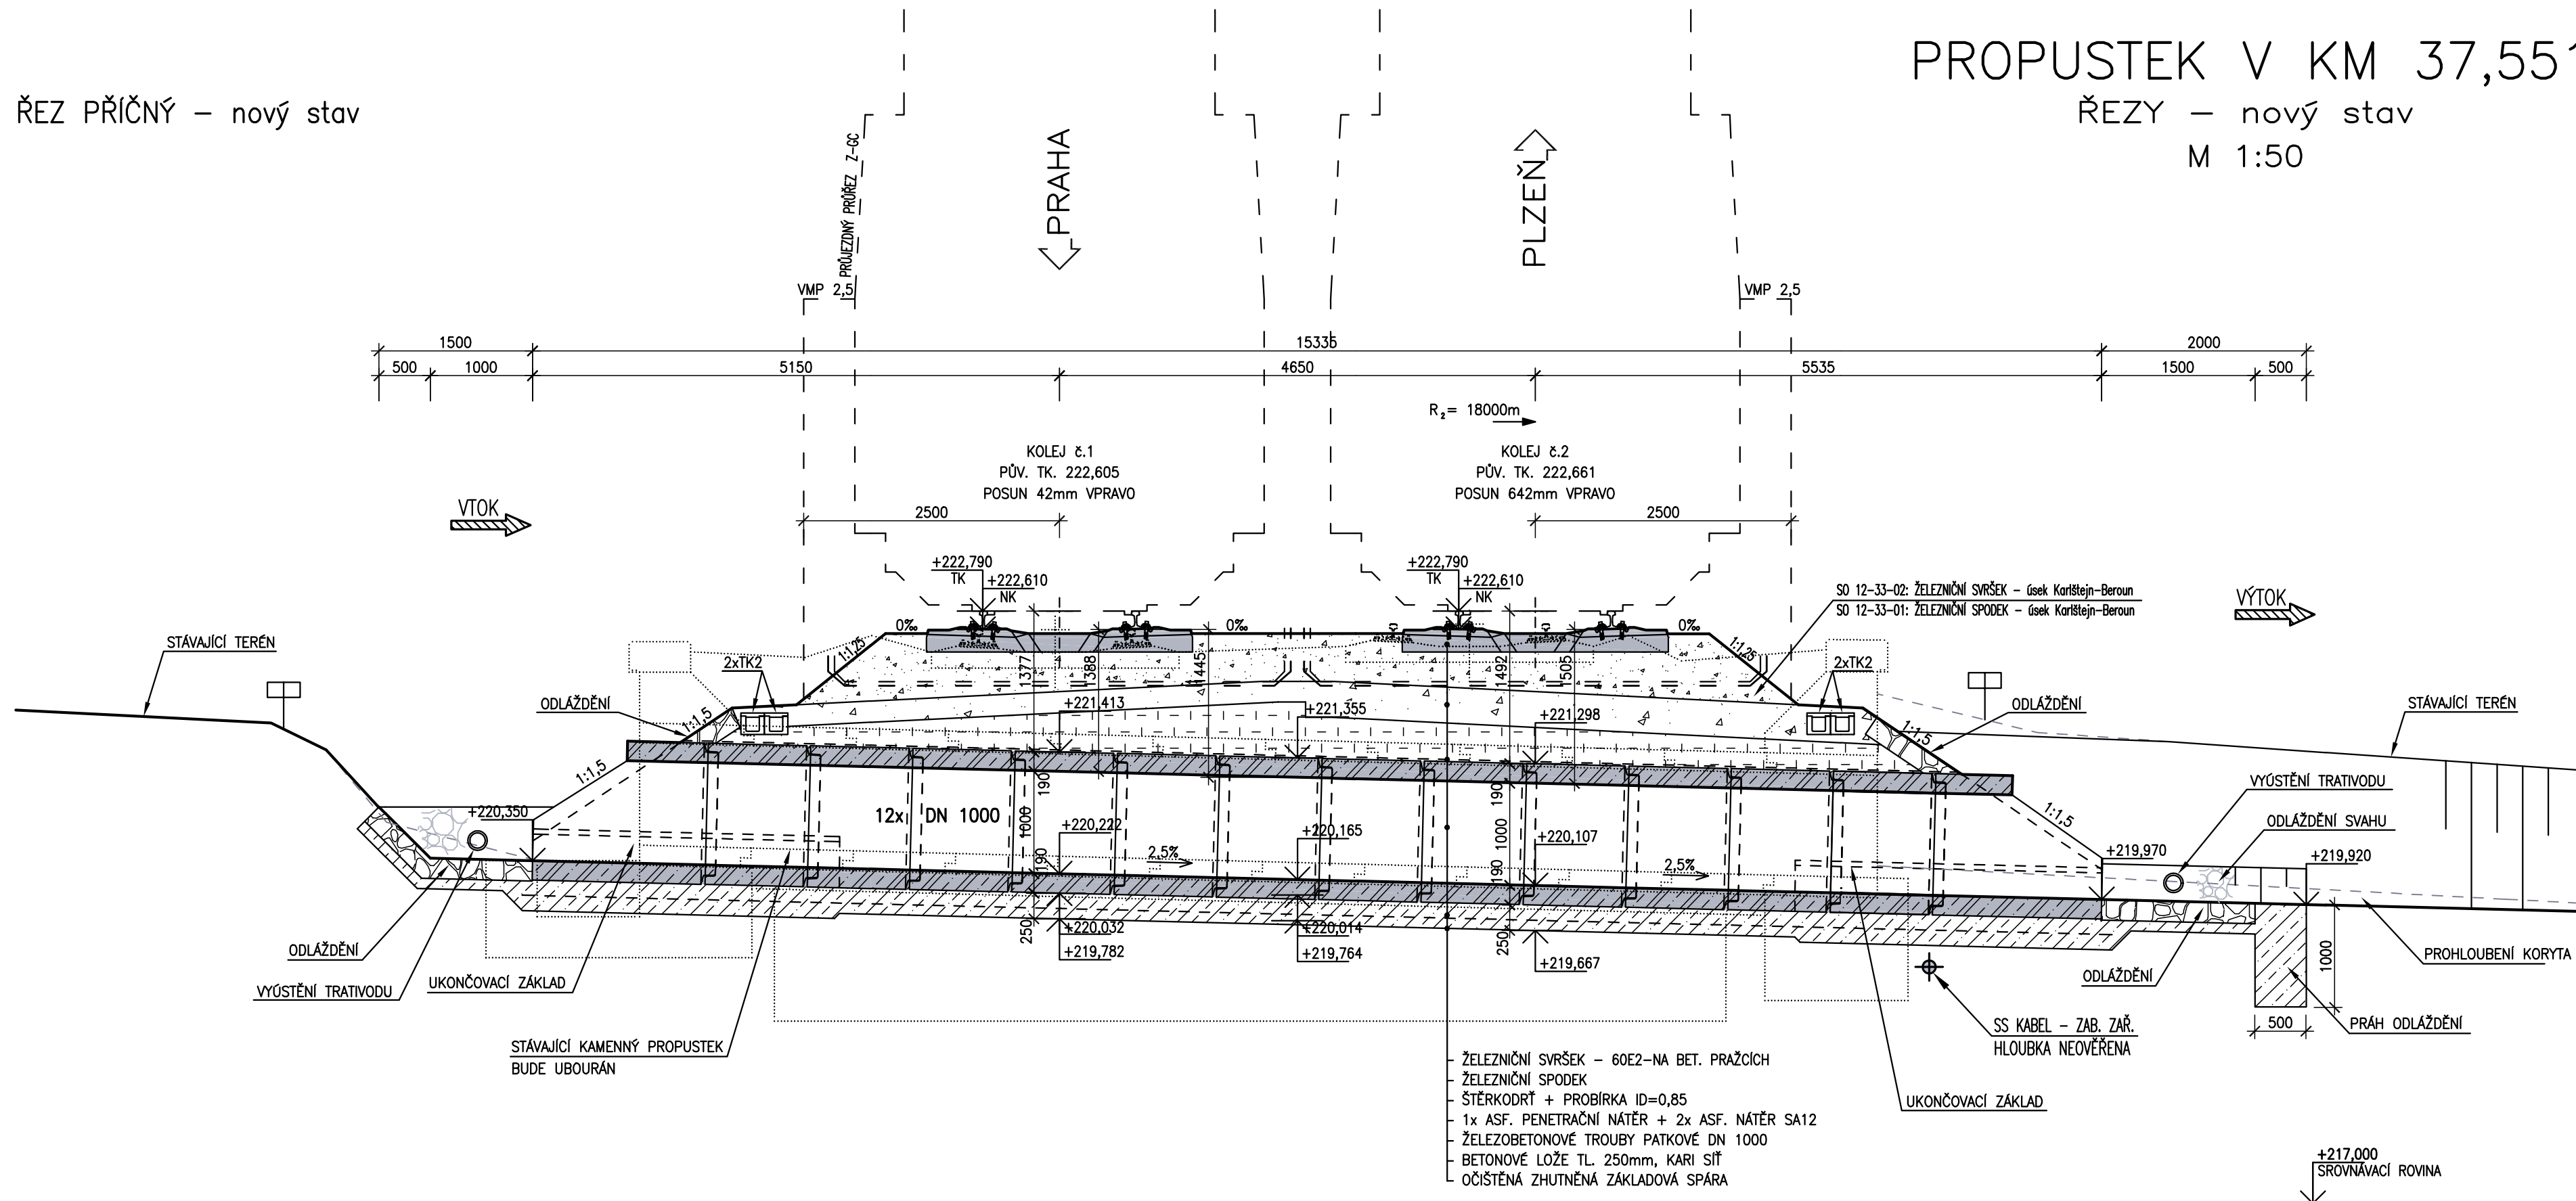 PROPUSTEK V KM 37,551
ŘEZY – nový stav
M 1:50
ŘEZ PŘÍČNÝ – nový stav
PRŮJEZDNÝ PRŮŘEZ Z-GC
PRAHA
PLZEŇ
VMP 2,5
VMP 2,5
1500
15335
2000
500
1000
5150
4650
5535
1500
500
R₂= 18000m
KOLEJ č.1
PŮV. TK. 222,605
POSUN 42mm VPRAVO
KOLEJ č.2
PŮV. TK. 222,661
POSUN 642mm VPRAVO
VTOK
2500
2500
+222,790
TK
+222,610
NK
+222,790
TK
+222,610
NK
SO 12-33-02: ŽELEZNIČNÍ SVRŠEK – úsek Karlštejn-Beroun
SO 12-33-01: ŽELEZNIČNÍ SPODEK – úsek Karlštejn-Beroun
VÝTOK
STÁVAJÍCÍ TERÉN
0‰
0‰
0‰
1:1,25
1:1,25
2xTK2
2xTK2
1377
1388
1445
1492
1505
ODLÁŽDĚNÍ
ODLÁŽDĚNÍ
STÁVAJÍCÍ TERÉN
1:1,5
1:1,5
+221,413
+221,355
+221,298
1:1,5
1:1,5
190
190
VYÚSTĚNÍ TRATIVODU
ODLÁŽDĚNÍ SVAHU
+220,350
12x DN 1000
1000
1000
+220,222
+220,165
+220,107
2,5%
2,5%
190
190
+219,970
+219,920
250
250
+220,032
+219,782
+220,014
+219,764
+219,667
ODLÁŽDĚNÍ
VYÚSTĚNÍ TRATIVODU
UKONČOVACÍ ZÁKLAD
STÁVAJÍCÍ KAMENNÝ PROPUSTEK
BUDE UBOURÁN
ODLÁŽDĚNÍ
1000
500
PROHLOUBENÍ KORYTA
PRÁH ODLÁŽDĚNÍ
SS KABEL – ZAB. ZAŘ.
HLOUBKA NEOVĚŘENA
UKONČOVACÍ ZÁKLAD
ŽELEZNIČNÍ SVRŠEK – 60E2-NA BET. PRAŽCÍCH
ŽELEZNIČNÍ SPODEK
ŠTĚRKODRŤ + PROBÍRKA ID=0,85
1x ASF. PENETRAČNÍ NÁTĚR + 2x ASF. NÁTĚR SA12
ŽELEZOBETONOVÉ TROUBY PATKOVÉ DN 1000
BETONOVÉ LOŽE TL. 250mm, KARI SÍŤ
OČIŠTĚNÁ ZHUTNĚNÁ ZÁKLADOVÁ SPÁRA
+217,000
SROVNÁVACÍ ROVINA